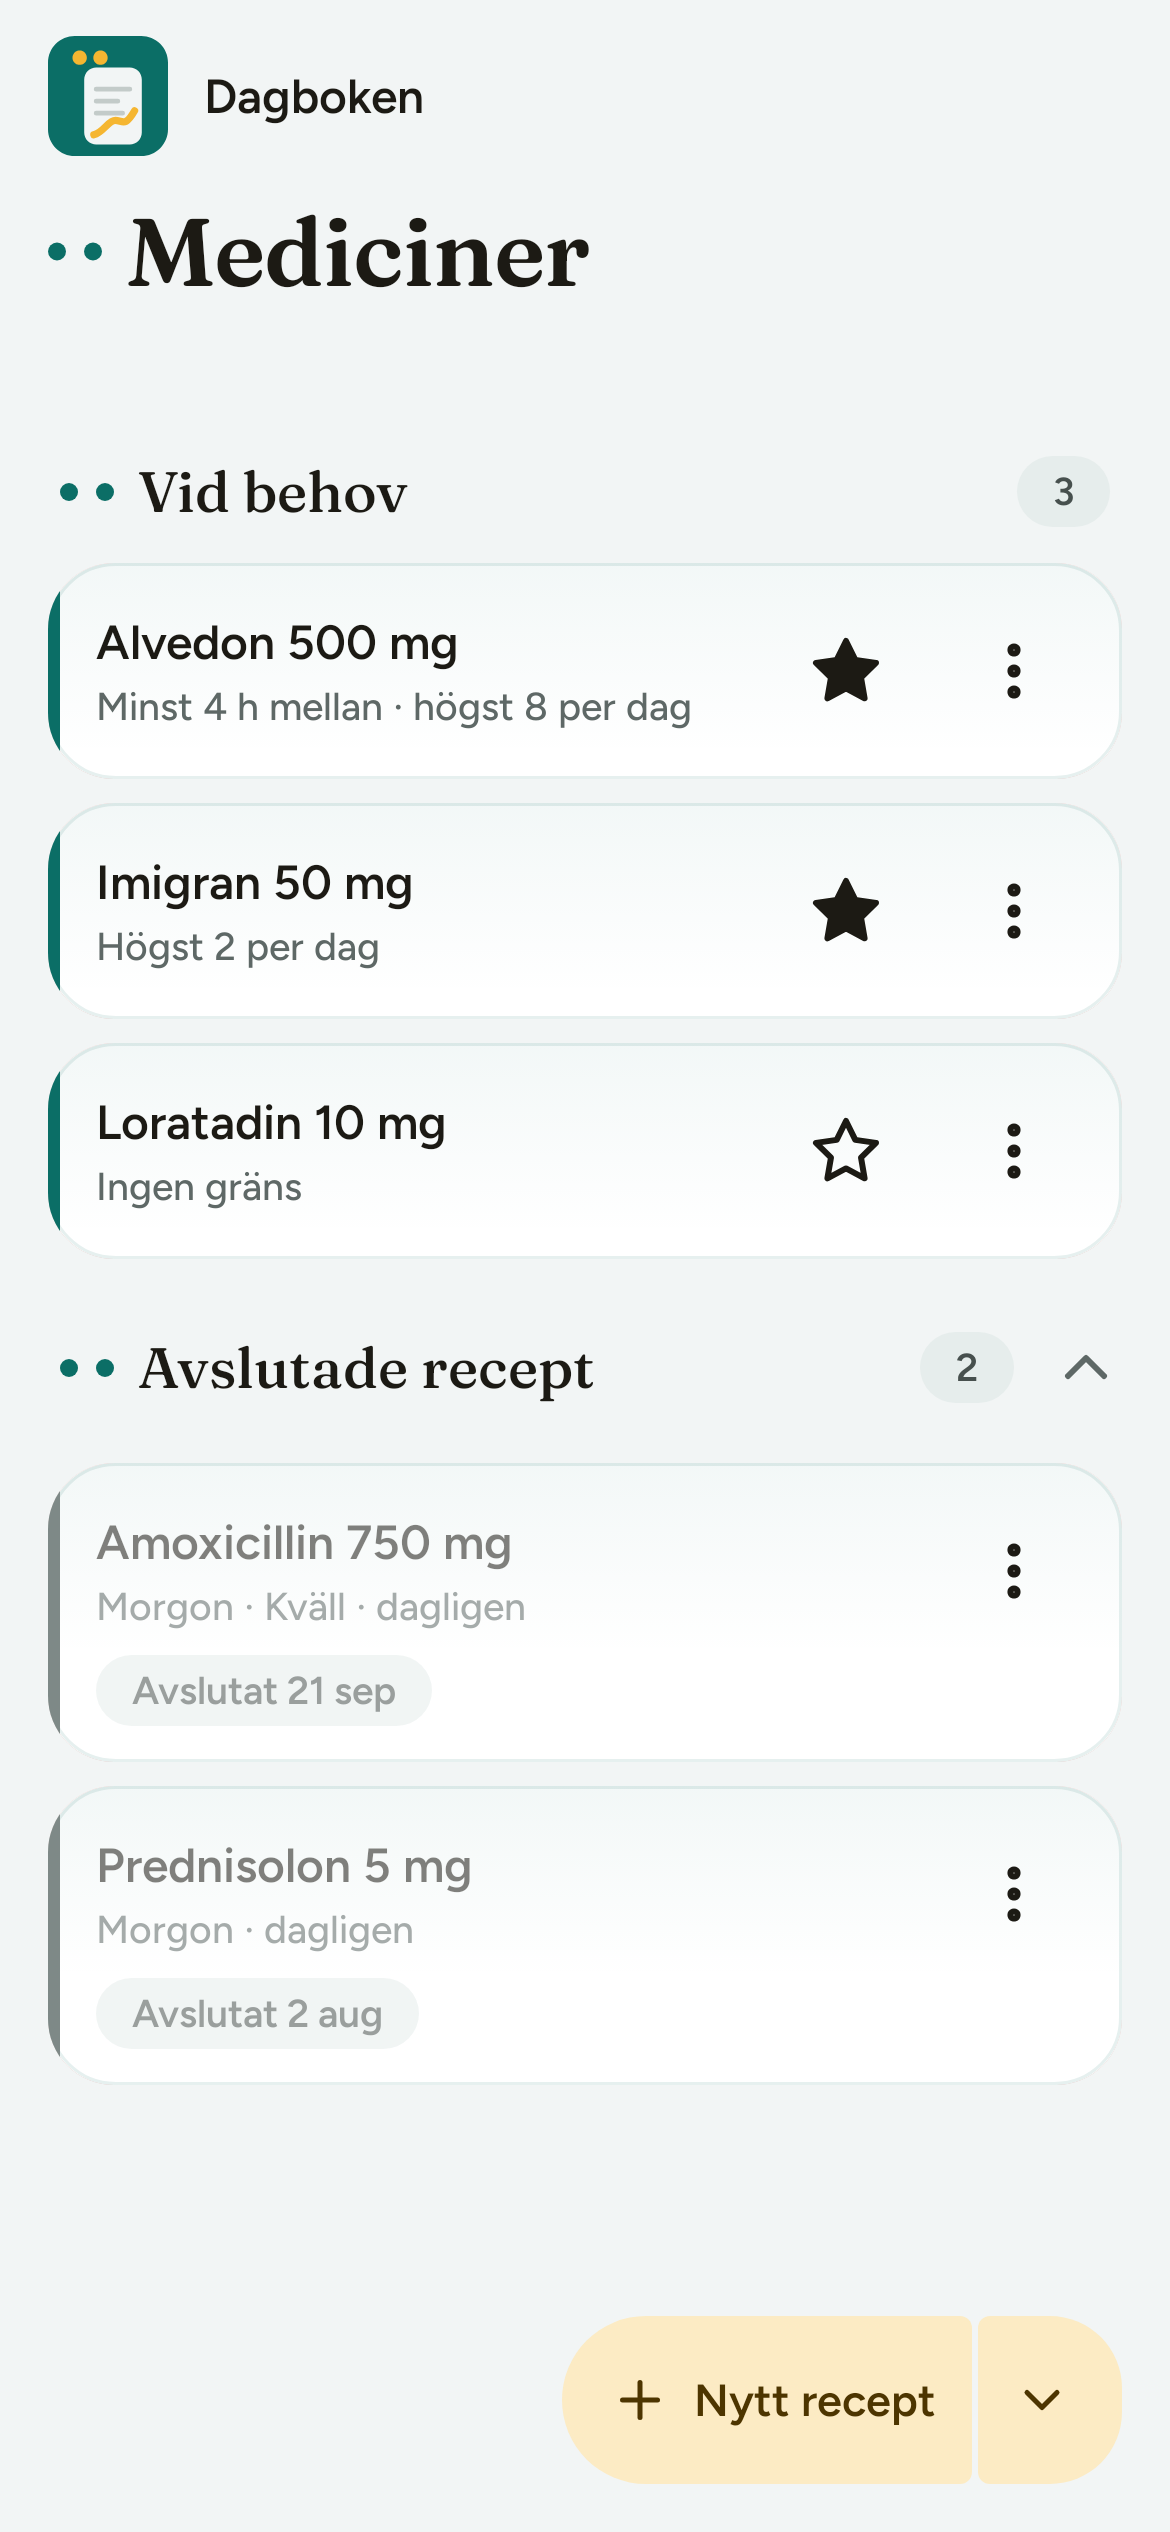 Dagboken
Mediciner
Vid behov
3
Alvedon 500 mg
Minst 4 h mellan · högst 8 per dag
Imigran 50 mg
Högst 2 per dag
Loratadin 10 mg
Ingen gräns
Avslutade recept
2
Amoxicillin 750 mg
Morgon · Kväll · dagligen
Avslutat 21 sep
Prednisolon 5 mg
Morgon · dagligen
Avslutat 2 aug
Nytt recept